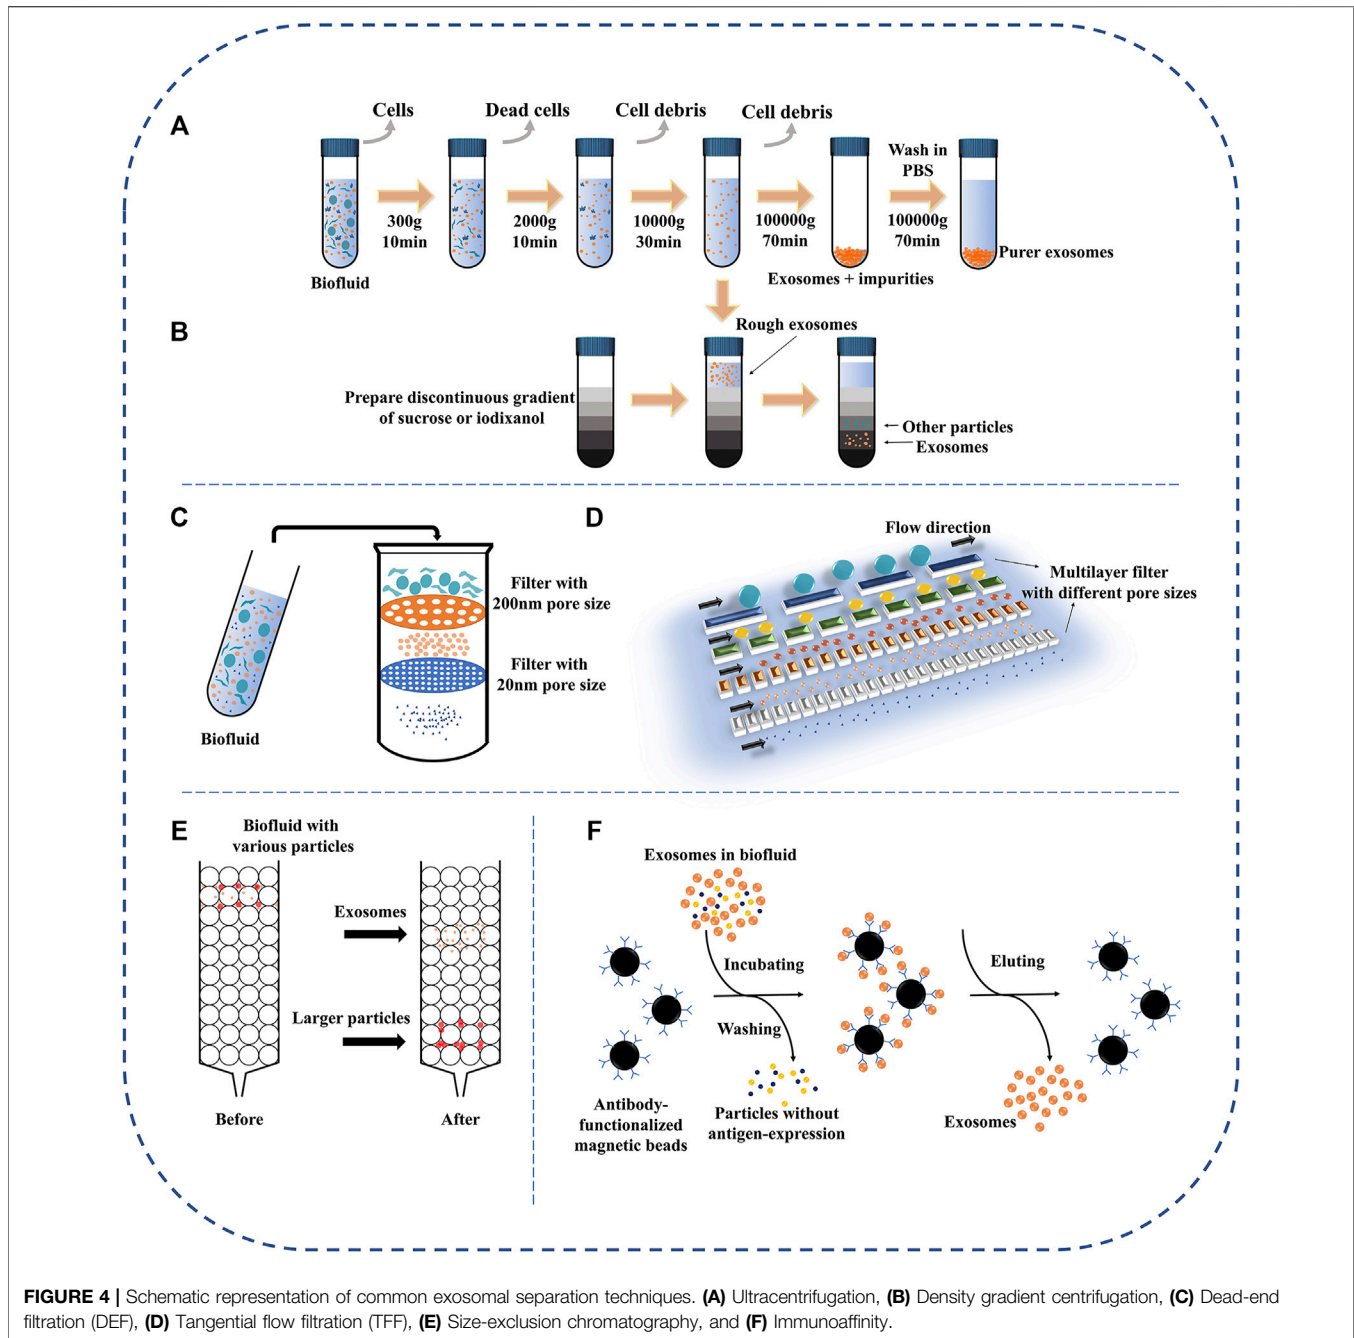 A
Cells
Dead cells
Cell debris
Cell debris
Wash in
PBS
300g
10min
2000g
10min
10000g
30min
100000g
70min
100000g
70min
Biofluid
Exosomes + impurities
Purer exosomes
B
Rough exosomes
Prepare discontinuous gradient
of sucrose or iodixanol
Other particles
Exosomes
C
Filter with
200nm pore size
Filter with
20nm pore size
Biofluid
D
Flow direction
Multilayer filter
with different pore sizes
E
Biofluid with
various particles
Exosomes
Larger particles
Before
After
F
Exosomes in biofluid
Incubating
Washing
Eluting
Antibody-
functionalized
magnetic beads
Particles without
antigen-expression
Exosomes
FIGURE 4 | Schematic representation of common exosomal separation techniques. (A) Ultracentrifugation, (B) Density gradient centrifugation, (C) Dead-end
filtration (DEF), (D) Tangential flow filtration (TFF), (E) Size-exclusion chromatography, and (F) Immunoaffinity.